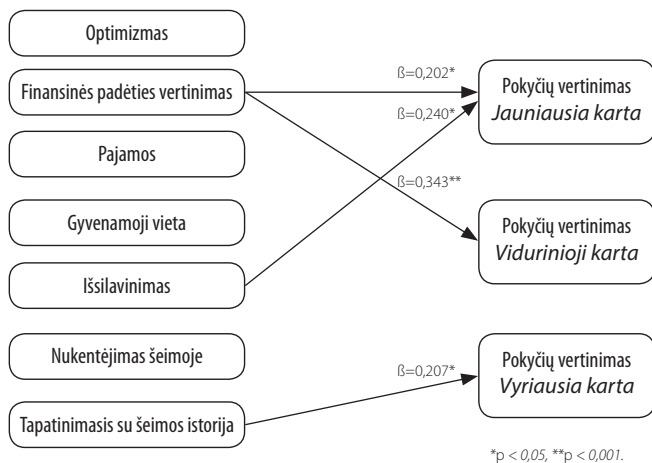 Optimizmas
Finansinės padėties vertinimas
Pajamos
Gyvenamoji vieta
Išsilavinimas
Nukentėjimas šeimoje
Tapatinimasis su šeimos istorija
ß=0,202*
ß=0,240*
ß=0,343**
ß=0,207*
Pokyčių vertinimas
Jauniausia karta
Pokyčių vertinimas
Vidurinioji karta
Pokyčių vertinimas
Vyriausia karta
*p < 0,05, **p < 0,001.